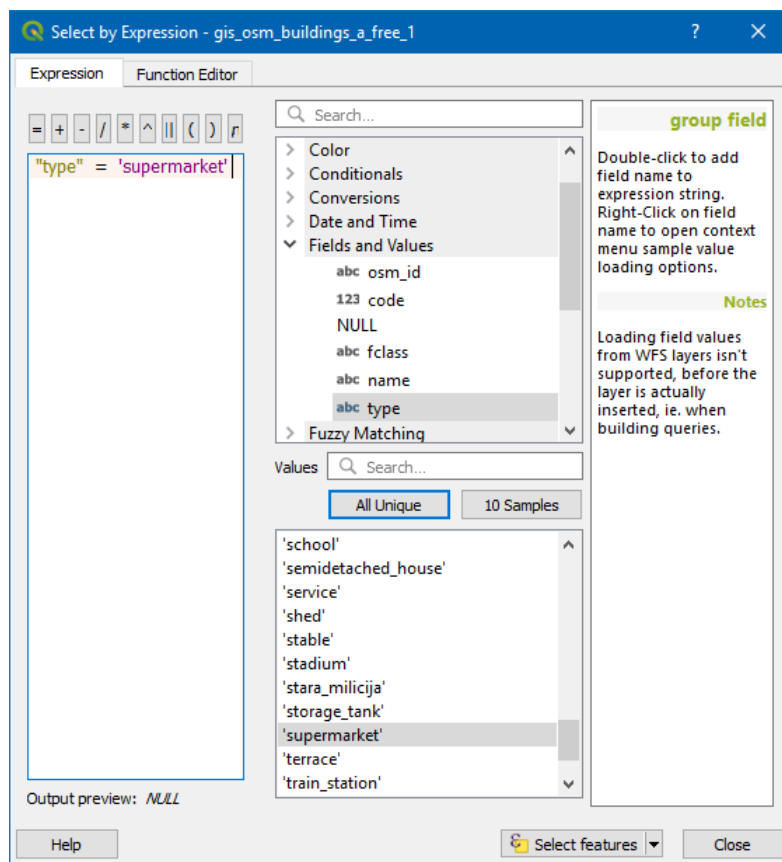 Select by Expression - gis_osm_buildings_a_free_1
? ×
Expression
Function Editor
= + - / * ^ || ( )
"type" = 'supermarket'
Output preview: NULL
Search...
Color
Conditionals
Conversions
Date and Time
Fields and Values
abc osm_id
123 code
NULL
abc fclass
abc name
abc type
Fuzzy Matching
Values
Search...
All Unique
10 Samples
'school'
'semidetached_house'
'service'
'shed'
'stable'
'stadium'
'stara_milicija'
'storage_tank'
'supermarket'
'terrace'
'train_station'
group field
Double-click to add
field name to
expression string.
Right-Click on field
name to open context
menu sample value
loading options.
Notes
Loading field values
from WFS layers isn't
supported, before the
layer is actually
inserted, ie. when
building queries.
Help
Select features
Close